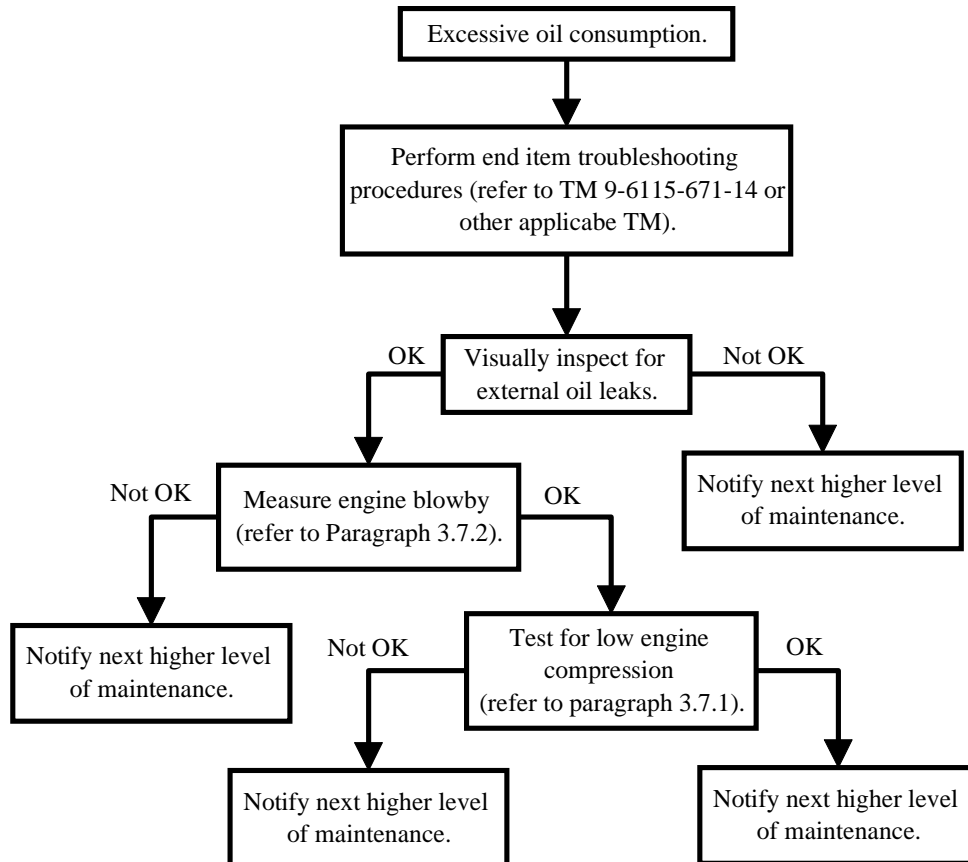 Excessive oil consumption.
Perform end item troubleshooting
procedures (refer to TM 9-6115-671-14 or
other applicabe TM).
OK
Visually inspect for
external oil leaks.
Not OK
Notify next higher level
of maintenance.
Not OK
Measure engine blowby
(refer to Paragraph 3.7.2).
OK
Notify next higher level
of maintenance.
Not OK
Test for low engine
compression
(refer to paragraph 3.7.1).
OK
Notify next higher level
of maintenance.
Notify next higher level
of maintenance.